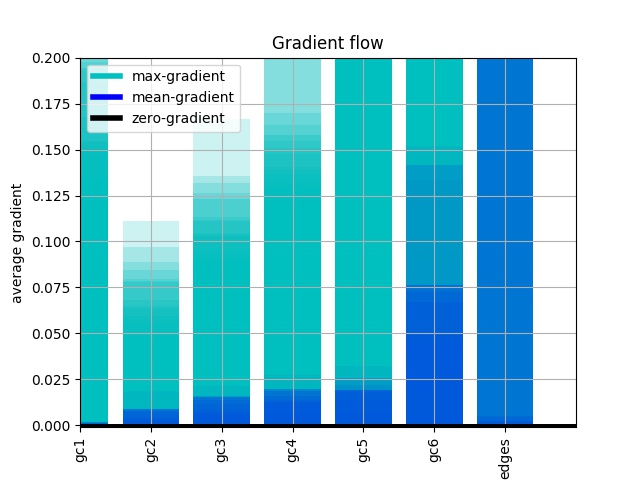 Gradient flow
max-gradient
mean-gradient
zero-gradient
average gradient
0.200
0.175
0.150
0.125
0.100
0.075
0.050
0.025
0.000
gc1
gc2
gc3
gc4
gc5
gc6
edges